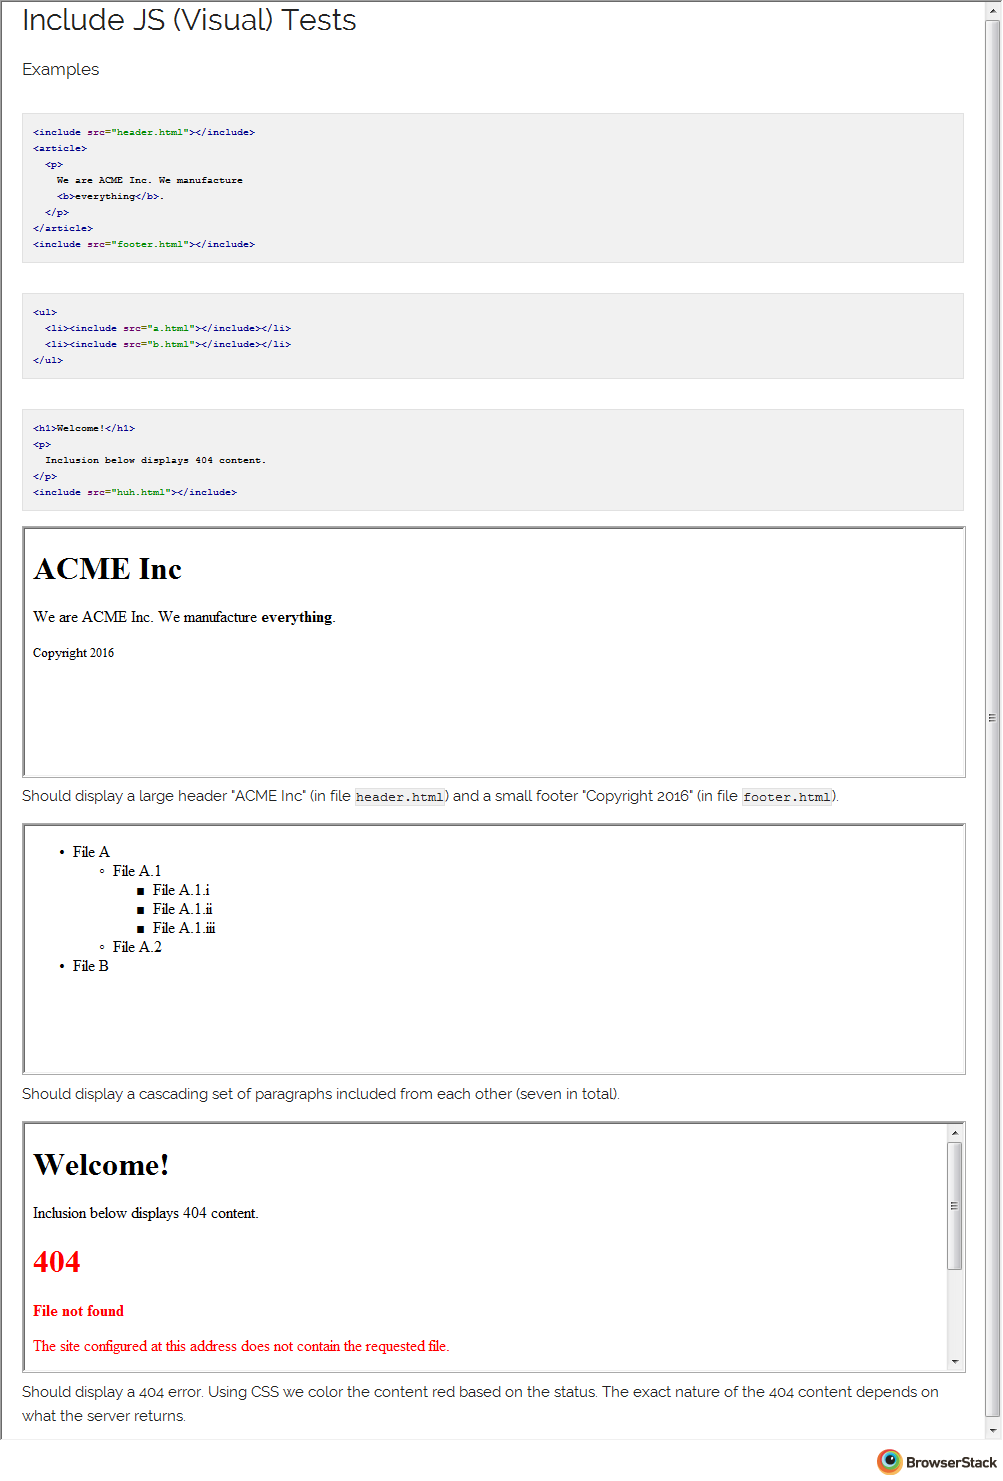 Include JS (Visual) Tests
Examples
<include src="header.html"></include>
<article>
  <p>
    We are ACME Inc. We manufacture
    <b>everything</b>.
  </p>
</article>
<include src="footer.html"></include>
<ul>
  <li><include src="a.html"></include></li>
  <li><include src="b.html"></include></li>
</ul>
<h1>Welcome!</h1>
<p>
  Inclusion below displays 404 content.
</p>
<include src="huh.html"></include>
ACME Inc
We are ACME Inc. We manufacture everything.
Copyright 2016
Should display a large header "ACME Inc" (in file header.html) and a small footer "Copyright 2016" (in file footer.html).
• File A
◦ File A.1
▪ File A.1.i
▪ File A.1.ii
▪ File A.1.iii
◦ File A.2
• File B
Should display a cascading set of paragraphs included from each other (seven in total).
Welcome!
Inclusion below displays 404 content.
404
File not found
The site configured at this address does not contain the requested file.
Should display a 404 error. Using CSS we color the content red based on the status. The exact nature of the 404 content depends on
what the server returns.
BrowserStack